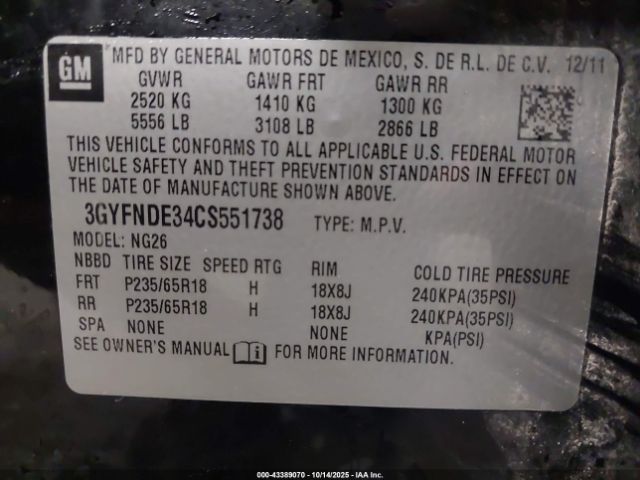 GM
MFD BY GENERAL MOTORS DE MEXICO, S. DE R.L. DE C.V. 12/11
GVWR GAWR FRT GAWR RR
2520 KG 1410 KG 1300 KG
5556 LB 3108 LB 2866 LB
THIS VEHICLE CONFORMS TO ALL APPLICABLE U.S. FEDERAL MOTOR
VEHICLE SAFETY AND THEFT PREVENTION STANDARDS IN EFFECT ON
THE DATE OF MANUFACTURE SHOWN ABOVE.
3GYFNDE34CS551738 TYPE: M.P.V.
MODEL: NG26
NBBD TIRE SIZE SPEED RTG RIM COLD TIRE PRESSURE
FRT P235/65R18 H 18X8J 240KPA(35PSI)
RR P235/65R18 H 18X8J 240KPA(35PSI)
SPA NONE NONE KPA(PSI)
SEE OWNER'S MANUAL FOR MORE INFORMATION.
000-43389070 - 10/14/2025 - IAA Inc.